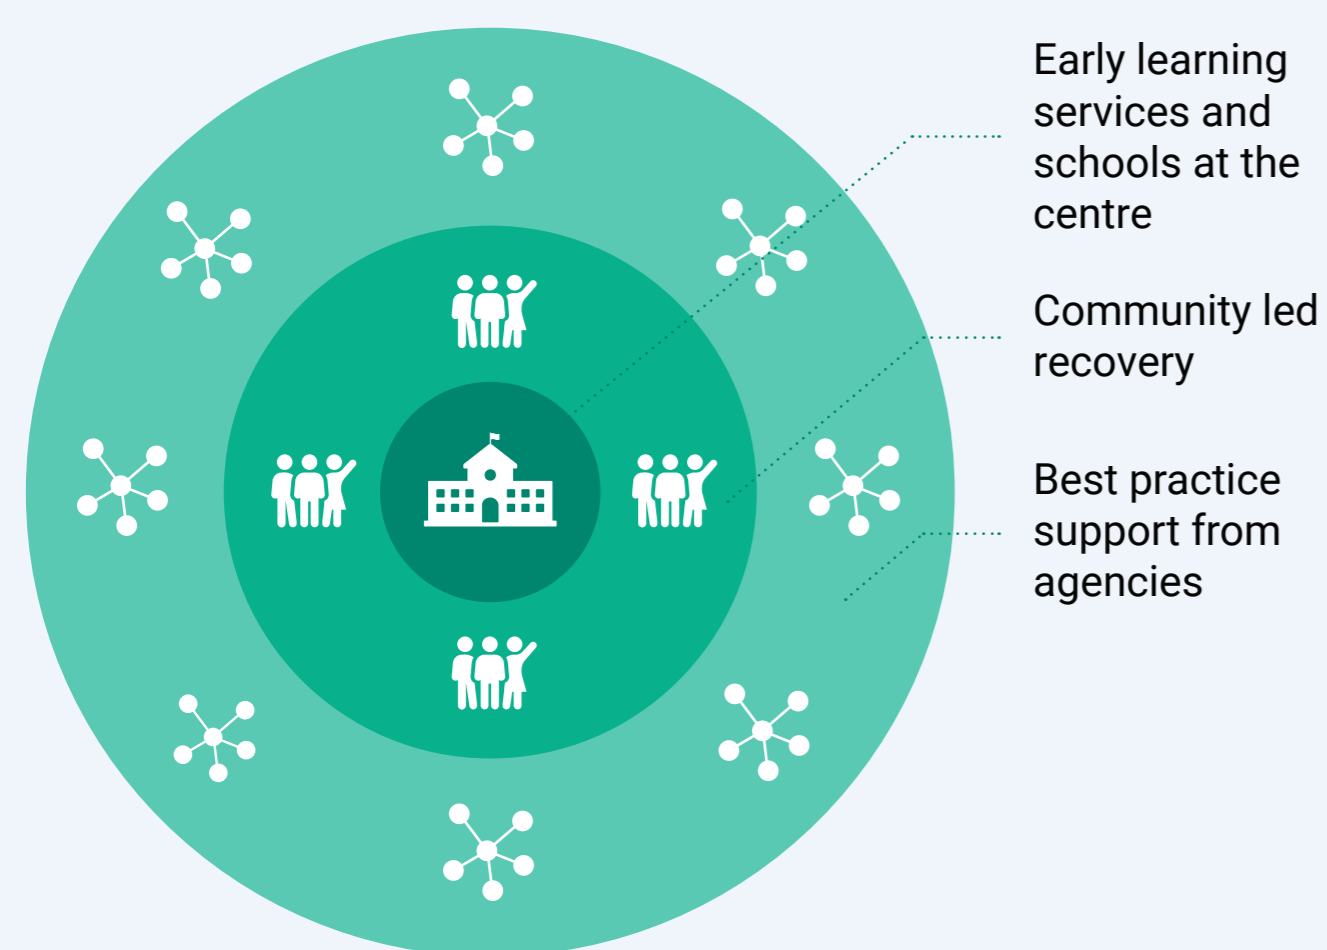 Early learning
services and
schools at the
centre
Community led
recovery
Best practice
support from
agencies